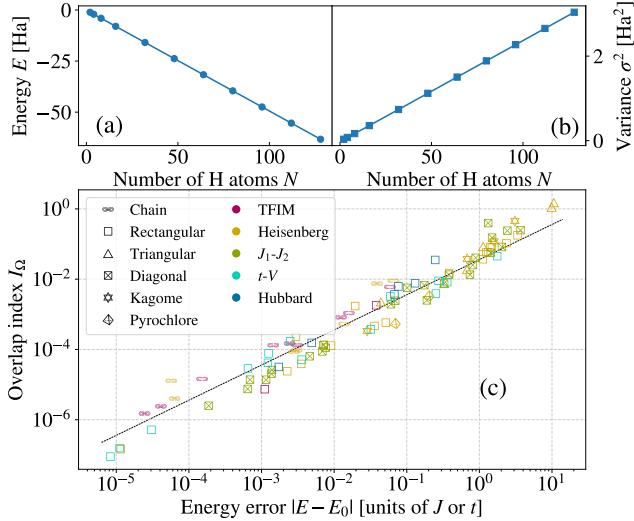 0
−25
−50
Energy E [Ha]
(a)
0 50 100
Number of H atoms N
(b)
0 50 100
Number of H atoms N
2
0
Variance σ² [Ha²]
10⁰
10⁻²
10⁻⁴
10⁻⁶
Overlap index I_Ω
Chain
Rectangular
Triangular
Diagonal
Kagome
Pyrochlore
TFIM
Heisenberg
J₁-J₂
t-V
Hubbard
(c)
10⁻⁵ 10⁻⁴ 10⁻³ 10⁻² 10⁻¹ 10⁰ 10¹
Energy error |E − E₀| [units of J or t]